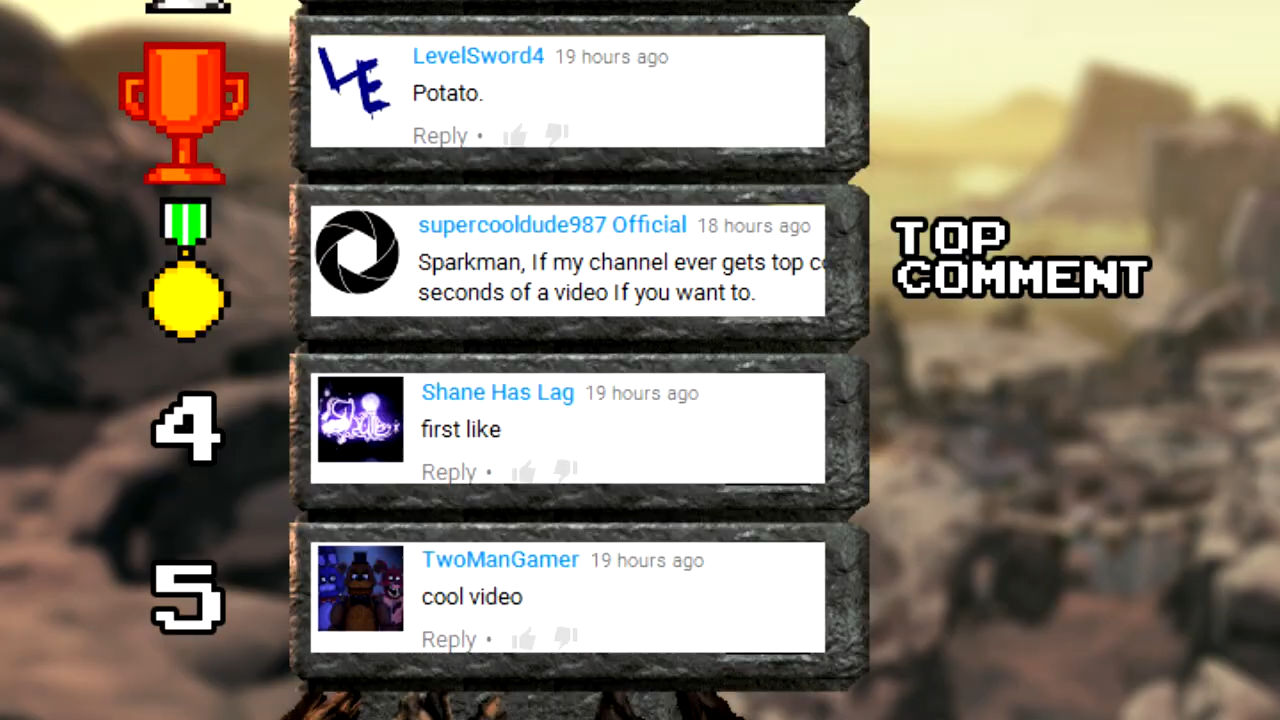 LevelSword4 19 hours ago
Potato.
Reply •
supercooldude987 Official 18 hours ago
Sparkman, If my channel ever gets top
seconds of a video If you want to.
TOP
COMMENT
4
Shane Has Lag 19 hours ago
first like
Reply •
5
TwoManGamer 19 hours ago
cool video
Reply •